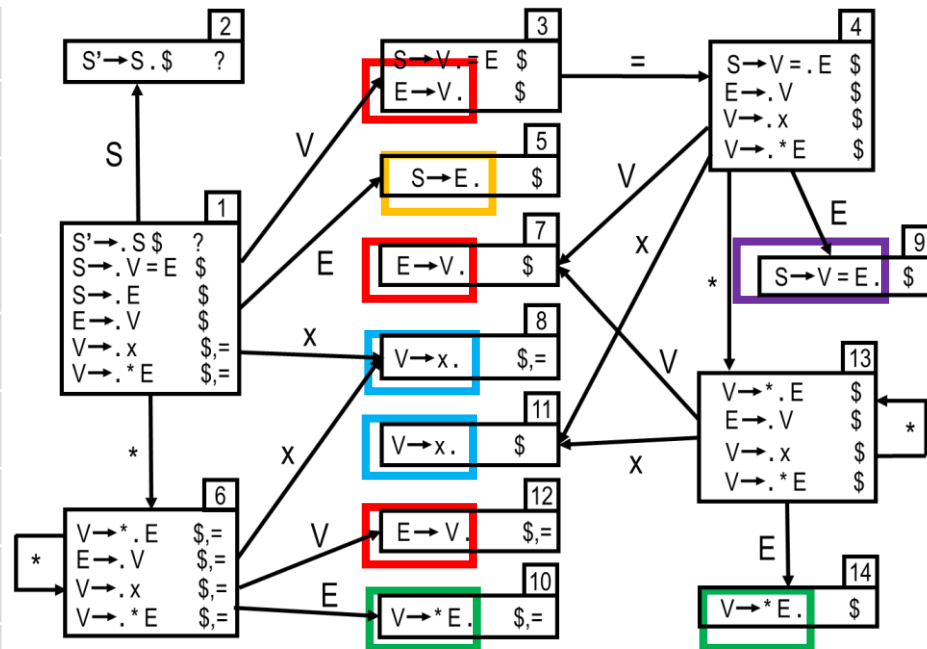 2
S’→S.$ ?
S
1
S’→.S$ ?
S→.V=E $
S→.E $
E→.V $
V→.x $,=
V→.*E $,=
*
6
V→*.E $,=
E→.V $,=
V→.x $,=
V→.*E $,=
*
V
E
x
x
V
E
3
S→V.=E $
E→V. $
5
S→E. $
7
E→V. $
8
V→x. $,=
11
V→x. $
12
E→V. $,=
10
V→*E. $,=
=
4
S→V=.E $
E→.V $
V→.x $
V→.*E $
V
x
*
E
9
S→V=E. $
13
V→*.E $
E→.V $
V→.x $
V→.*E $
*
V
x
E
14
V→*E. $